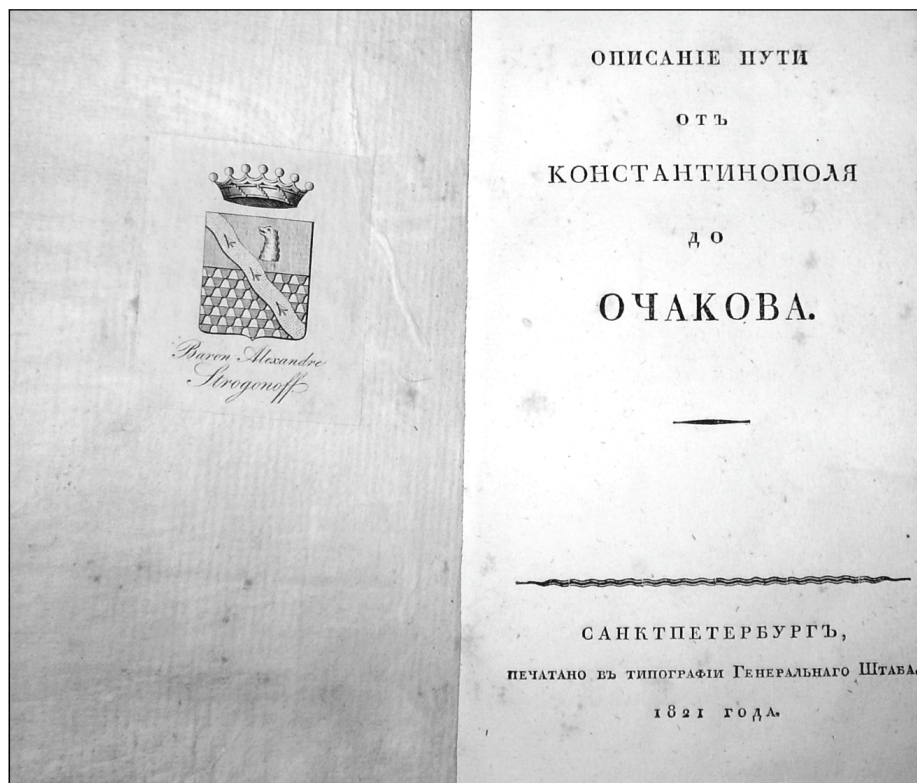 Baron Alexandre
Strogonoff
ОПИСАНІЕ ПУТИ
ОТЪ
КОНСТАНТИНОПОЛЯ
ДО
ОЧАКОВА.
САНКТПЕТЕРБУРГЪ,
ПЕЧАТАНО ВЪ ТИПОГРАФІИ ГЕНЕРАЛЬНАГО ШТАБА.
1821 ГОДА.